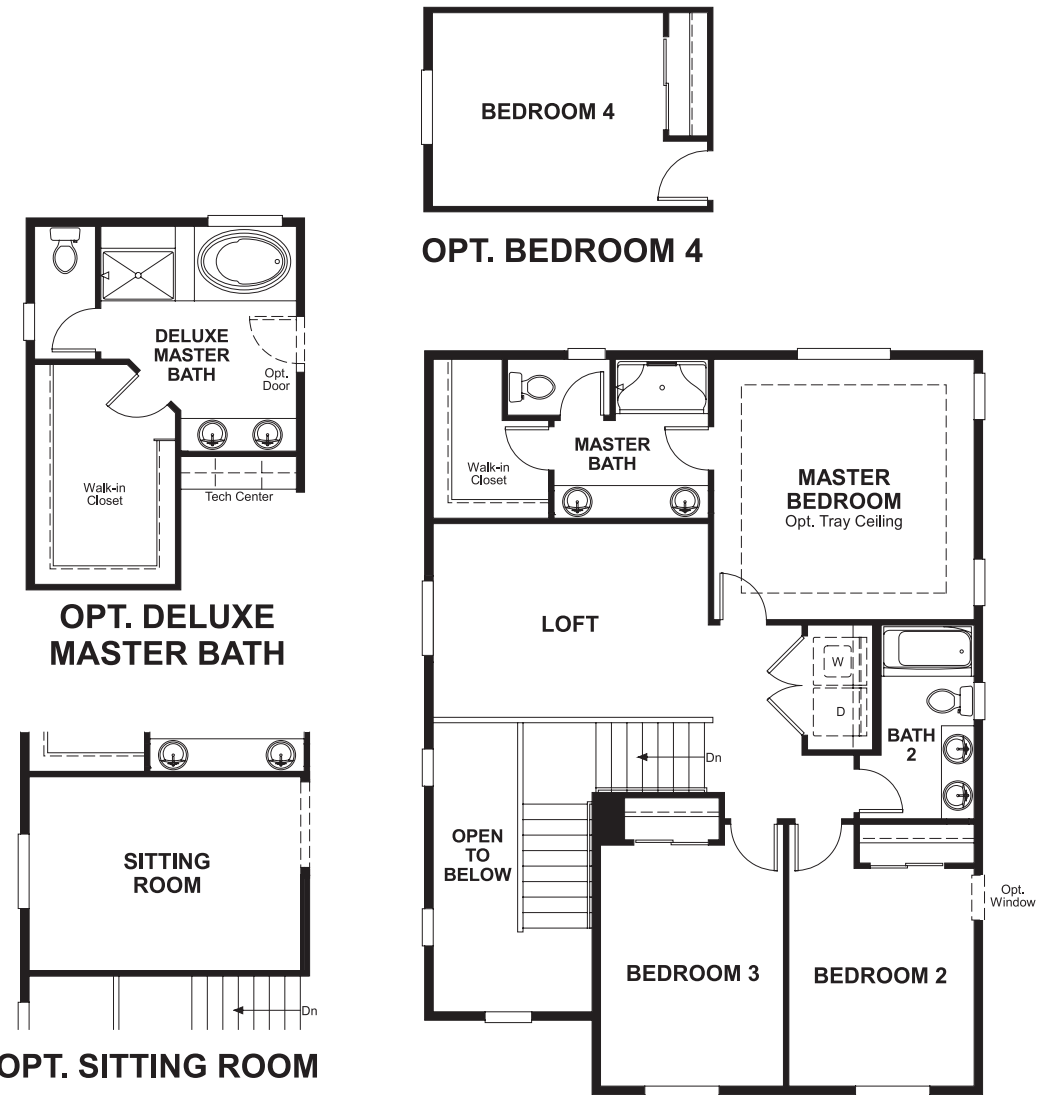 BEDROOM 4
OPT. BEDROOM 4
DELUXE
MASTER
BATH
Opt.
Door
Walk-in
Closet
Tech Center
OPT. DELUXE
MASTER BATH
SITTING
ROOM
Dn
OPT. SITTING ROOM
Walk-in
Closet
MASTER
BATH
MASTER
BEDROOM
Opt. Tray Ceiling
LOFT
W
D
BATH
2
Dn
OPEN
TO
BELOW
Opt.
Window
BEDROOM 3
BEDROOM 2